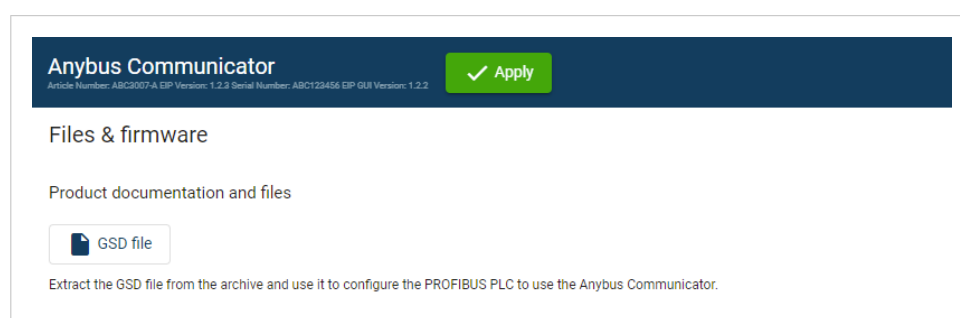 Anybus Communicator
Article Number: ABC3007-A EIP Version: 1.2.3 Serial Number: ABC123456 EIP GUI Version: 1.2.2
Apply
Files & firmware
Product documentation and files
GSD file
Extract the GSD file from the archive and use it to configure the PROFIBUS PLC to use the Anybus Communicator.